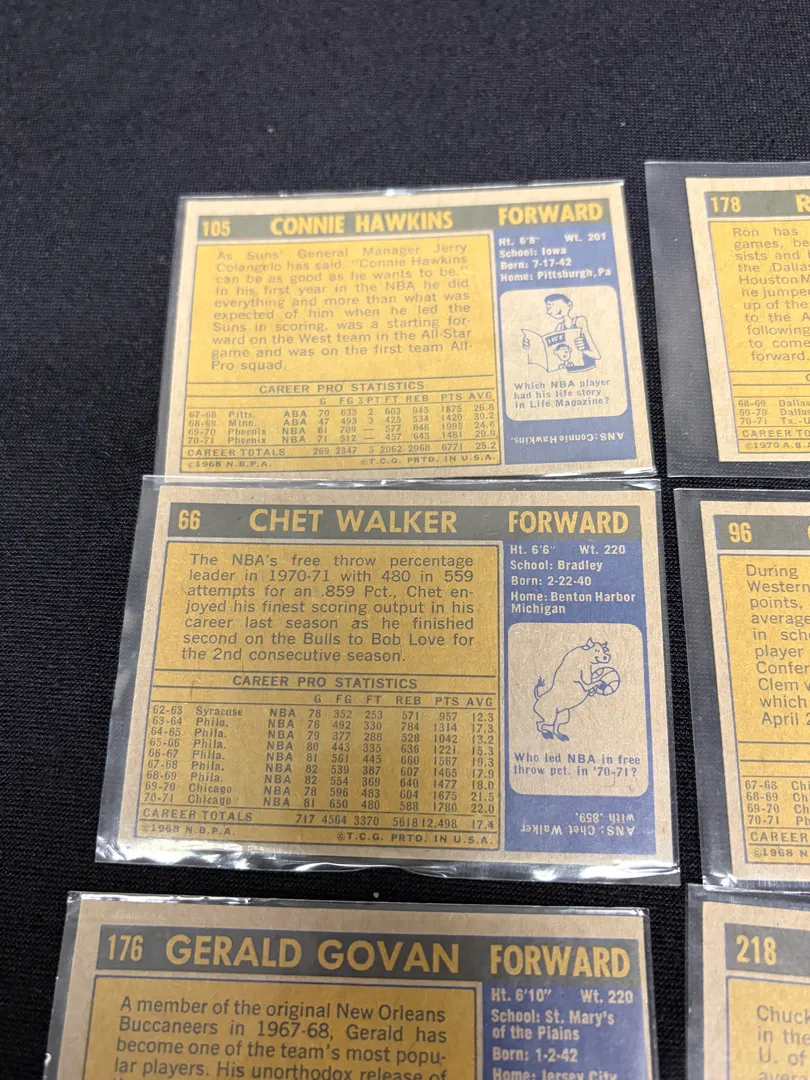 105 CONNIE HAWKINS FORWARD
As Suns' General Manager Jerry
Colangelo has said. "Connie Hawkins
can be as good as he wants to be."
In his first year in the NBA he did
everything and more than what was
expected of him when he led the
Suns in scoring, was a starting for-
ward on the West team in the All-Star
game and was on the first team All-
Pro squad.
Ht. 6'8" Wt. 201
School: Iowa
Born: 7-17-42
Home: Pittsburgh, Pa
LIFE
Which NBA player
had his life story
in Life Magazine?
ANS: Connie Hawkins.
CAREER PRO STATISTICS
G FG 3 PT FT REB PTS AVG
67-68 Pitts. ABA 70 635 2 603 945 1875 26.8
68-69 Minn. ABA 47 493 3 425 534 1420 30.2
69-70 Phoenix NBA 81 709 — 577 846 1995 24.6
70-71 Phoenix NBA 71 512 — 457 643 1481 20.9
CAREER TOTALS 269 2347 5 2062 2968 6771 25.2
©1968 N.B.P.A. ©T.C.G. PRTD. IN U.S.A.
66 CHET WALKER FORWARD
The NBA's free throw percentage
leader in 1970-71 with 480 in 559
attempts for an .859 Pct., Chet en-
joyed his finest scoring output in his
career last season as he finished
second on the Bulls to Bob Love for
the 2nd consecutive season.
Ht. 6'6" Wt. 220
School: Bradley
Born: 2-22-40
Home: Benton Harbor
Michigan
Who led NBA in free
throw pct. in '70-71?
ANS: Chet Walker
with .859.
CAREER PRO STATISTICS
G FG FT REB PTS AVG
62-63 Syracuse NBA 78 352 253 571 957 12.3
63-64 Phila. NBA 76 492 330 784 1314 17.3
64-65 Phila. NBA 79 377 288 528 1042 13.2
65-66 Phila. NBA 80 443 335 636 1221 15.3
66-67 Phila. NBA 81 561 445 660 1567 19.3
67-68 Phila. NBA 82 539 387 607 1465 17.9
68-69 Phila. NBA 82 554 369 640 1477 18.0
69-70 Chicago NBA 78 596 483 604 1675 21.5
70-71 Chicago NBA 81 650 480 588 1780 22.0
CAREER TOTALS 717 4564 3370 5618 12,498 17.4
©1968 N.B.P.A. ©T.C.G. PRTD. IN U.S.A.
176 GERALD GOVAN FORWARD
A member of the original New Orleans
Buccaneers in 1967-68, Gerald has
become one of the team's most popu-
lar players. His unorthodox release of
Ht. 6'10" Wt. 220
School: St. Mary's
of the Plains
Born: 1-2-42
Home: Jersey City
178 R
Ron has
games, be
sists and
the Dallas
Houston M
he jumped
up of the
to the A
following
to come
forward.
68-69 Dallas
69-70 Dallas
70-71 Tx.-
CAREER TO
©1970 A.B.P
96
During
Western
points,
average
in sch
player
Confer
Clem
which
April 2
67-68 Chi
68-69 Ch
69-70 Ch
70-71 Ph
CAREER
©1968 N
218
Chuck
in the
U. of
avera